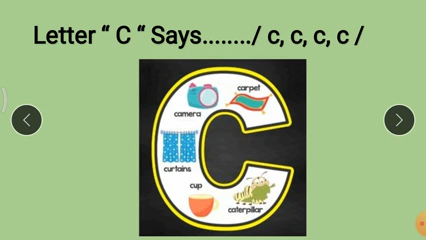 Letter “ C “ Says......../ c, c, c, c /
carpet
camera
curtains
cup
caterpillar